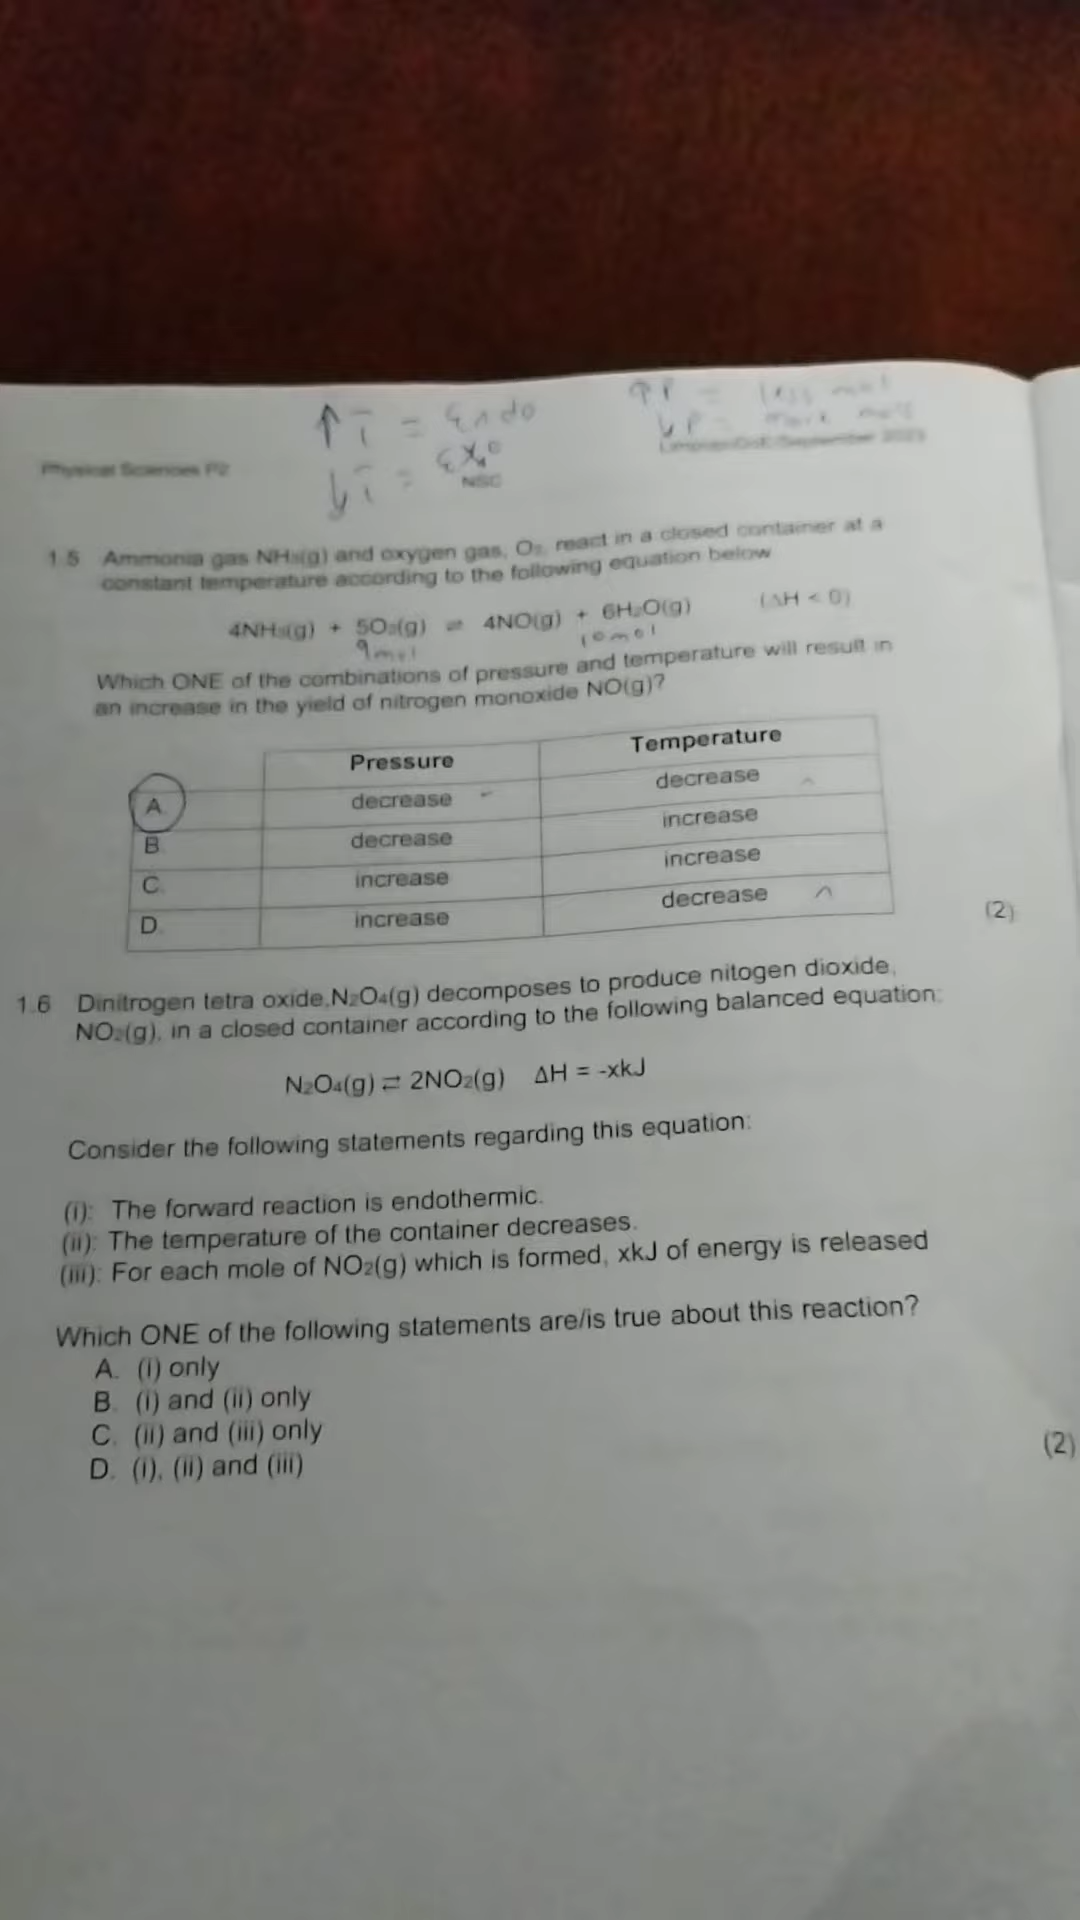 ↑T = Endo
↑P = less mol
↓P = more mols
Physical Sciences P2
↓T = Exo
NSC
1.5 Ammonia gas NH₃(g) and oxygen gas, O₂, react in a closed container at a
constant temperature according to the following equation below
4NH₃(g) + 5O₂(g) ⇌ 4NO(g) + 6H₂O(g) (ΔH < 0)
9mol 10mol
Which ONE of the combinations of pressure and temperature will result in
an increase in the yield of nitrogen monoxide NO(g)?
Pressure Temperature
A. decrease decrease
B. decrease increase
C. increase increase
D. increase decrease
(2)
1.6 Dinitrogen tetra oxide,N₂O₄(g) decomposes to produce nitogen dioxide,
NO₂(g), in a closed container according to the following balanced equation:
N₂O₄(g) ⇌ 2NO₂(g) ΔH = -xkJ
Consider the following statements regarding this equation:
(i): The forward reaction is endothermic.
(ii): The temperature of the container decreases.
(iii): For each mole of NO₂(g) which is formed, xkJ of energy is released
Which ONE of the following statements are/is true about this reaction?
A. (i) only
B. (i) and (ii) only
C. (ii) and (iii) only
D. (i), (ii) and (iii)
(2)